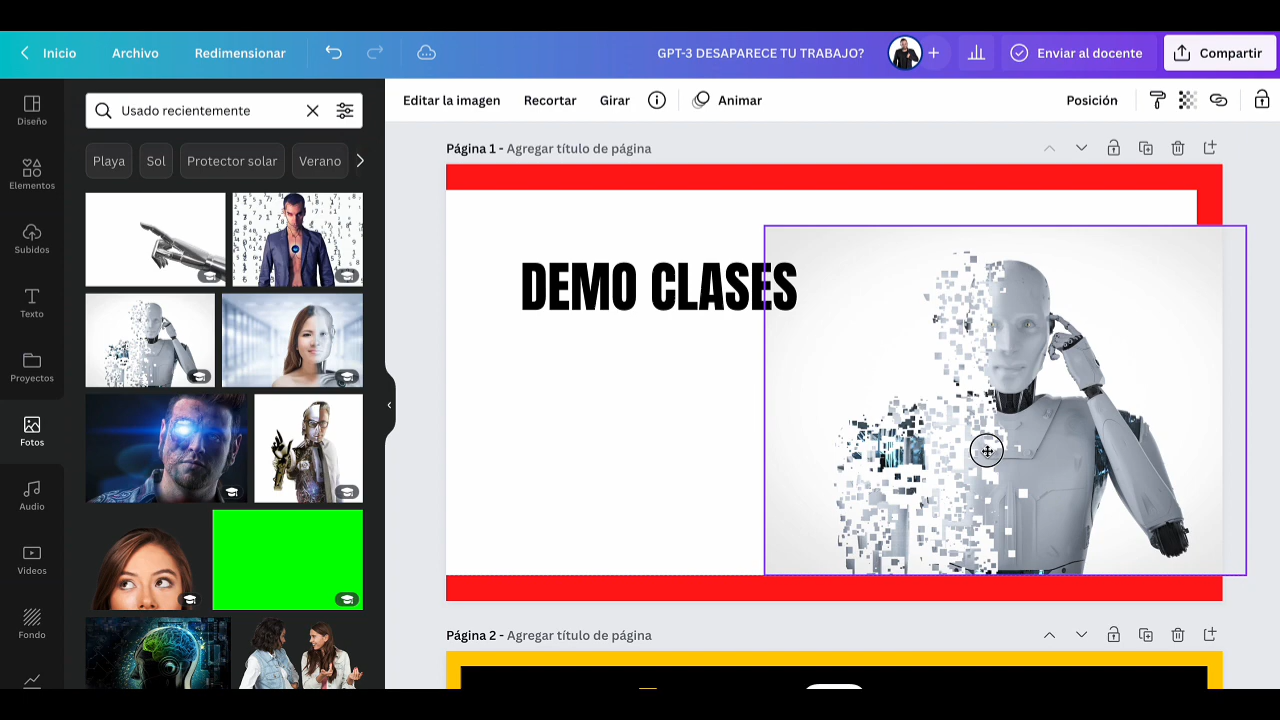 Inicio
Archivo
Redimensionar
GPT-3 DESAPARECE TU TRABAJO?
Enviar al docente
Compartir
Diseño
Elementos
Subidos
Texto
Proyectos
Fotos
Audio
Videos
Fondo
Usado recientemente
Playa
Sol
Protector solar
Verano
Editar la imagen
Recortar
Girar
Animar
Posición
Página 1 - Agregar título de página
DEMO CLASES
Página 2 - Agregar título de página